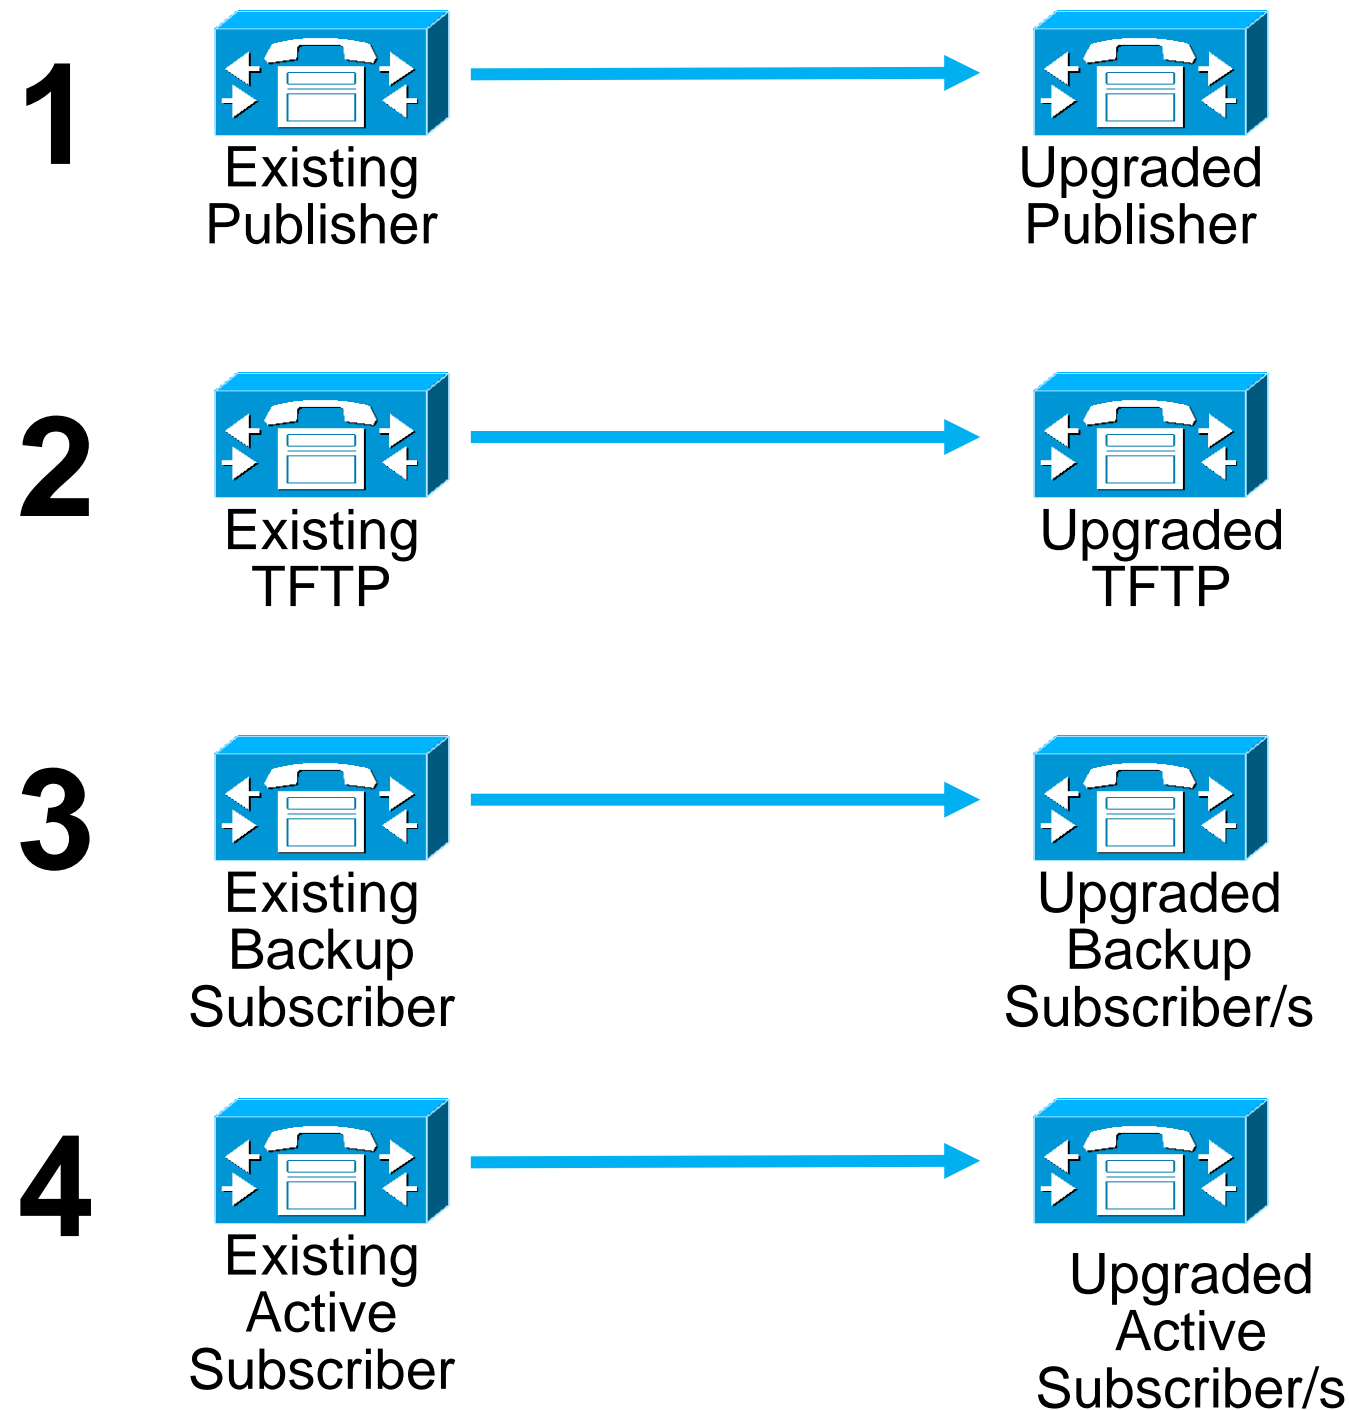 1
Existing
Publisher
Upgraded
Publisher
2
Existing
TFTP
Upgraded
TFTP
3
Existing
Backup
Subscriber
Upgraded
Backup
Subscriber/s
4
Existing
Active
Subscriber
Upgraded
Active
Subscriber/s